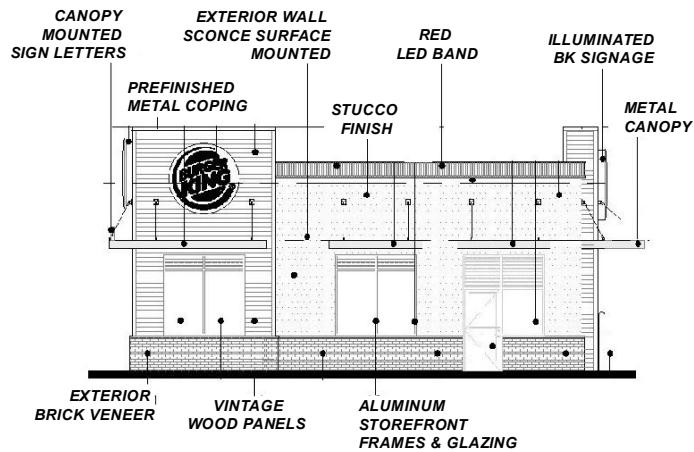 CANOPY
MOUNTED
SIGN LETTERS
EXTERIOR WALL
SCONCE SURFACE
MOUNTED
RED
LED BAND
ILLUMINATED
BK SIGNAGE
PREFINISHED
METAL COPING
STUCCO
FINISH
METAL
CANOPY
BURGER
KING
EXTERIOR
BRICK VENEER
VINTAGE
WOOD PANELS
ALUMINUM
STOREFRONT
FRAMES & GLAZING